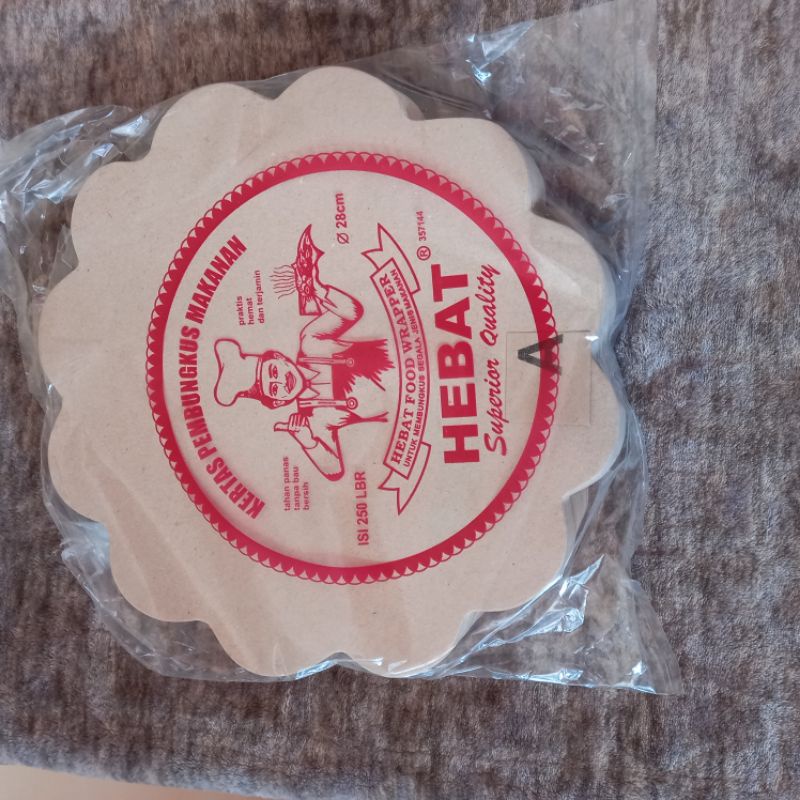 KERTAS PEMBUNGKUS MAKANAN
tahan panas
tanpa bau
bersih
praktis
hemat
dan terjamin
ISI 250 LBR
Ø 28cm
HEBAT FOOD WRAPPER
UNTUK MEMBUNGKUS SEGALA JENIS MAKANAN
HEBAT ® 357144
Superior Quality
A